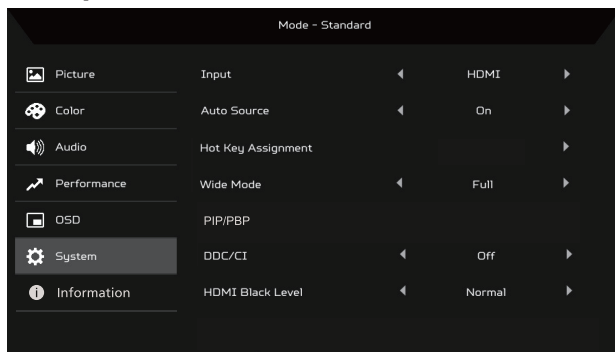 Mode - Standard
Picture
Input
HDMI
Color
Auto Source
On
Audio
Hot Key Assignment
Performance
Wide Mode
Full
OSD
PIP/PBP
System
DDC/CI
Off
Information
HDMI Black Level
Normal